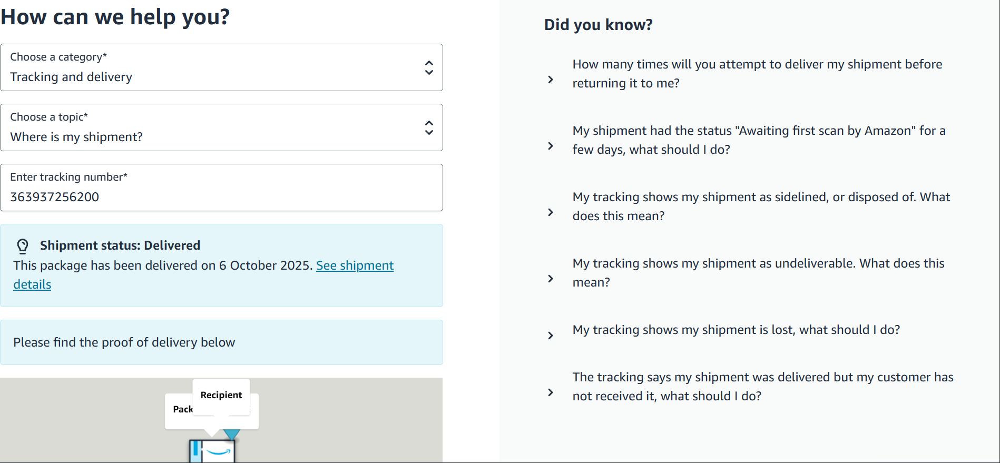 How can we help you?
Choose a category*
Tracking and delivery
Choose a topic*
Where is my shipment?
Enter tracking number*
363937256200
Shipment status: Delivered
This package has been delivered on 6 October 2025. See shipment
details
Please find the proof of delivery below
Recipient
Did you know?
How many times will you attempt to deliver my shipment before
returning it to me?
My shipment had the status "Awaiting first scan by Amazon" for a
few days, what should I do?
My tracking shows my shipment as sidelined, or disposed of. What
does this mean?
My tracking shows my shipment as undeliverable. What does this
mean?
My tracking shows my shipment is lost, what should I do?
The tracking says my shipment was delivered but my customer has
not received it, what should I do?